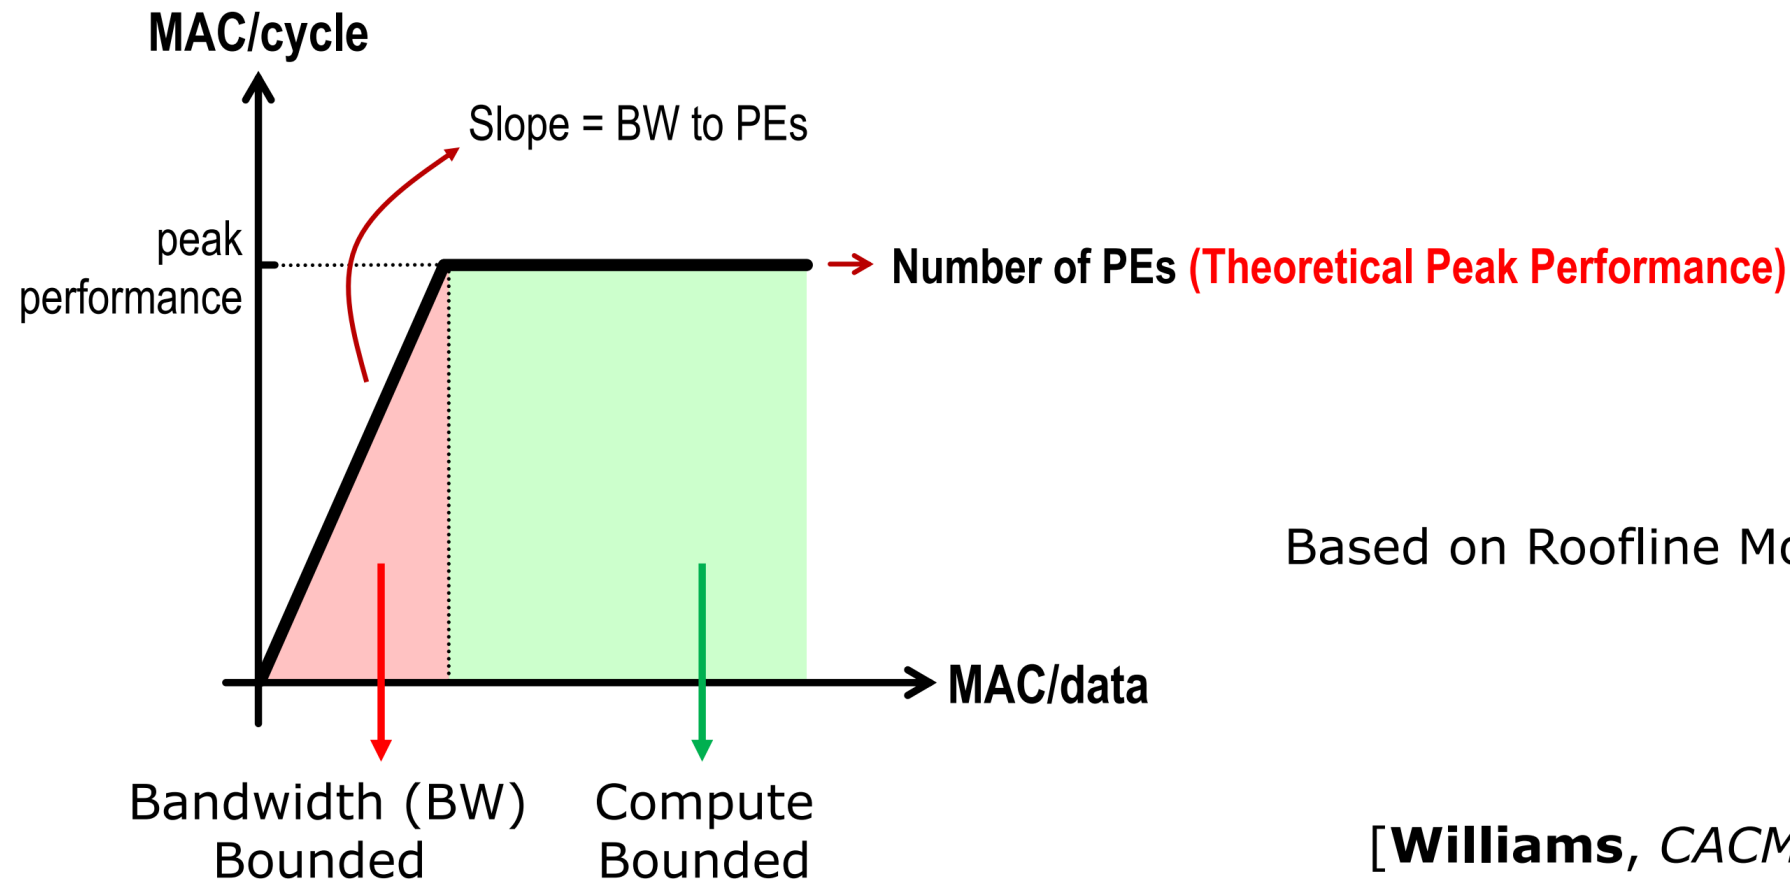 MAC/cycle
Slope = BW to PEs
peak
performance
Number of PEs (Theoretical Peak Performance)
Based on Roofline
MAC/data
Bandwidth (BW)
Bounded
Compute
Bounded
[Williams, CACM